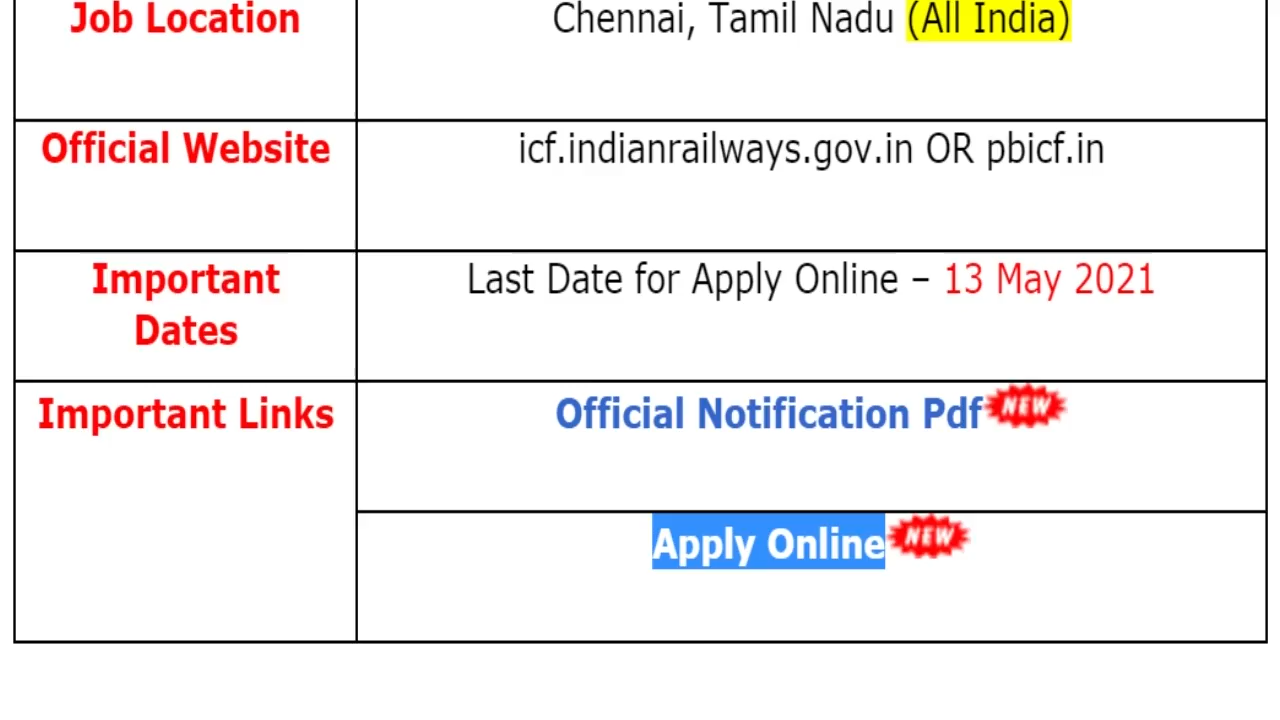 Job Location
Chennai, Tamil Nadu (All India)
Official Website
icf.indianrailways.gov.in OR pbicf.in
Important
Dates
Last Date for Apply Online – 13 May 2021
Important Links
Official Notification Pdf NEW
Apply Online NEW